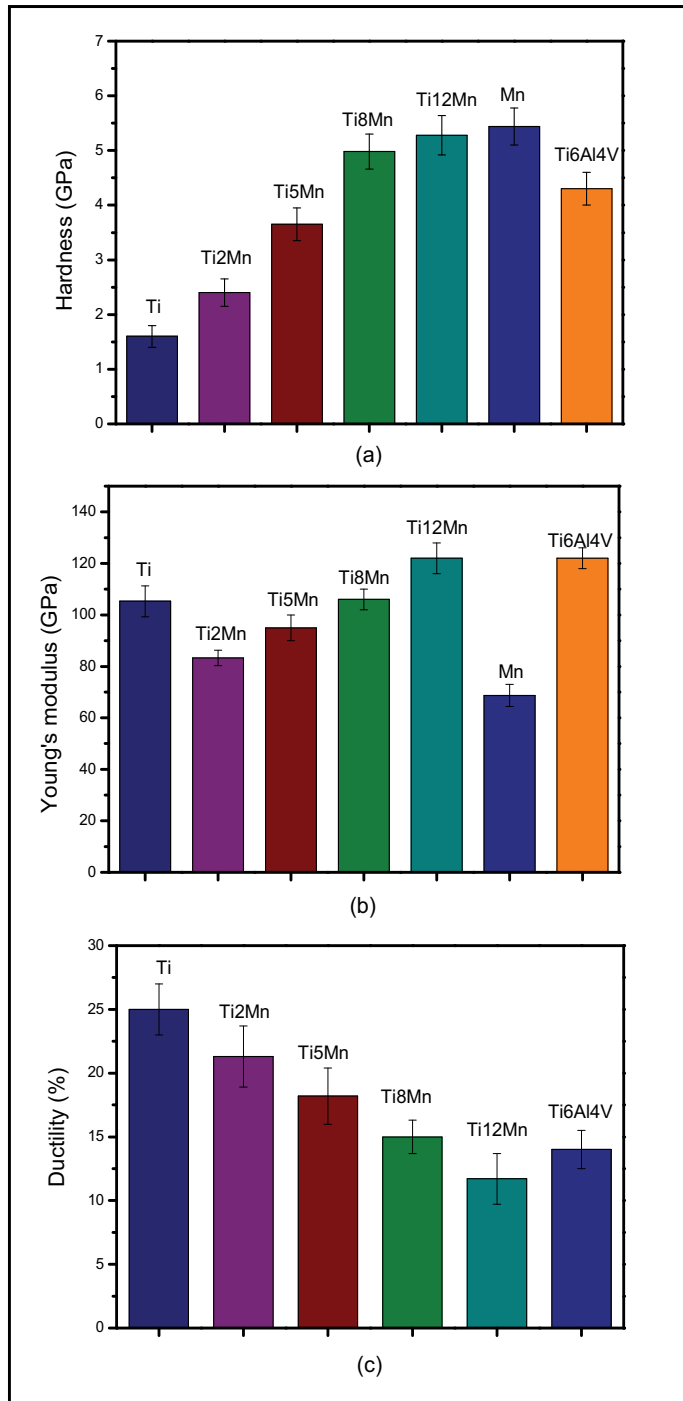 7
6
5
4
3
2
1
0
Hardness (GPa)
Ti
Ti2Mn
Ti5Mn
Ti8Mn
Ti12Mn
Mn
Ti6Al4V
(a)
140
120
100
80
60
40
20
0
Young's modulus (GPa)
Ti
Ti2Mn
Ti5Mn
Ti8Mn
Ti12Mn
Mn
Ti6Al4V
(b)
30
25
20
15
10
5
0
Ductility (%)
Ti
Ti2Mn
Ti5Mn
Ti8Mn
Ti12Mn
Ti6Al4V
(c)